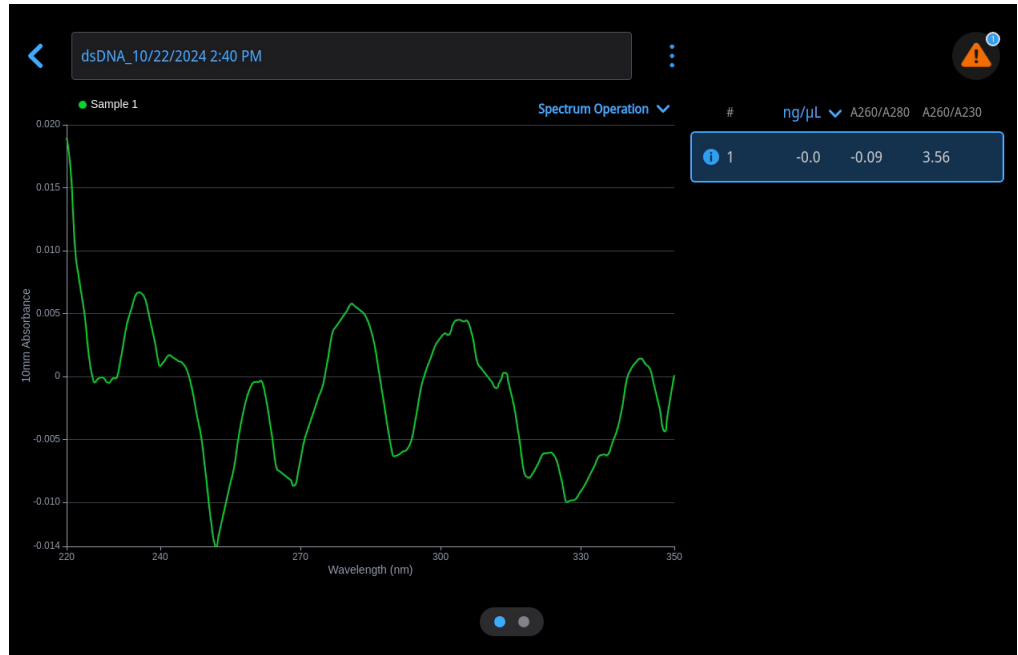 dsDNA_10/22/2024 2:40 PM
1
Sample 1
Spectrum Operation
# ng/µL A260/A280 A260/A230
1 -0.0 -0.09 3.56
10mm Absorbance
0.020
0.015
0.010
0.005
0
-0.005
-0.010
-0.014
220 240 270 300 330 350
Wavelength (nm)